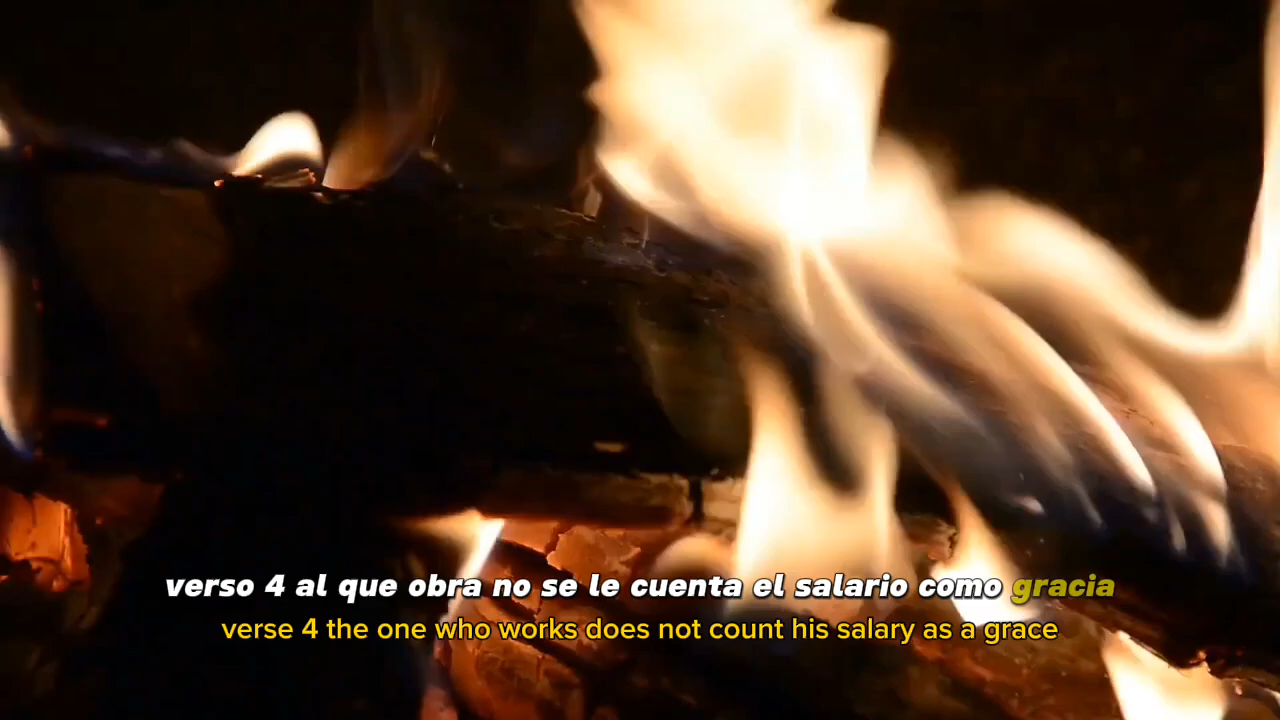 verso 4 al que obra no se le cuenta el salario como gracia
verse 4 the one who works does not count his salary as a grace